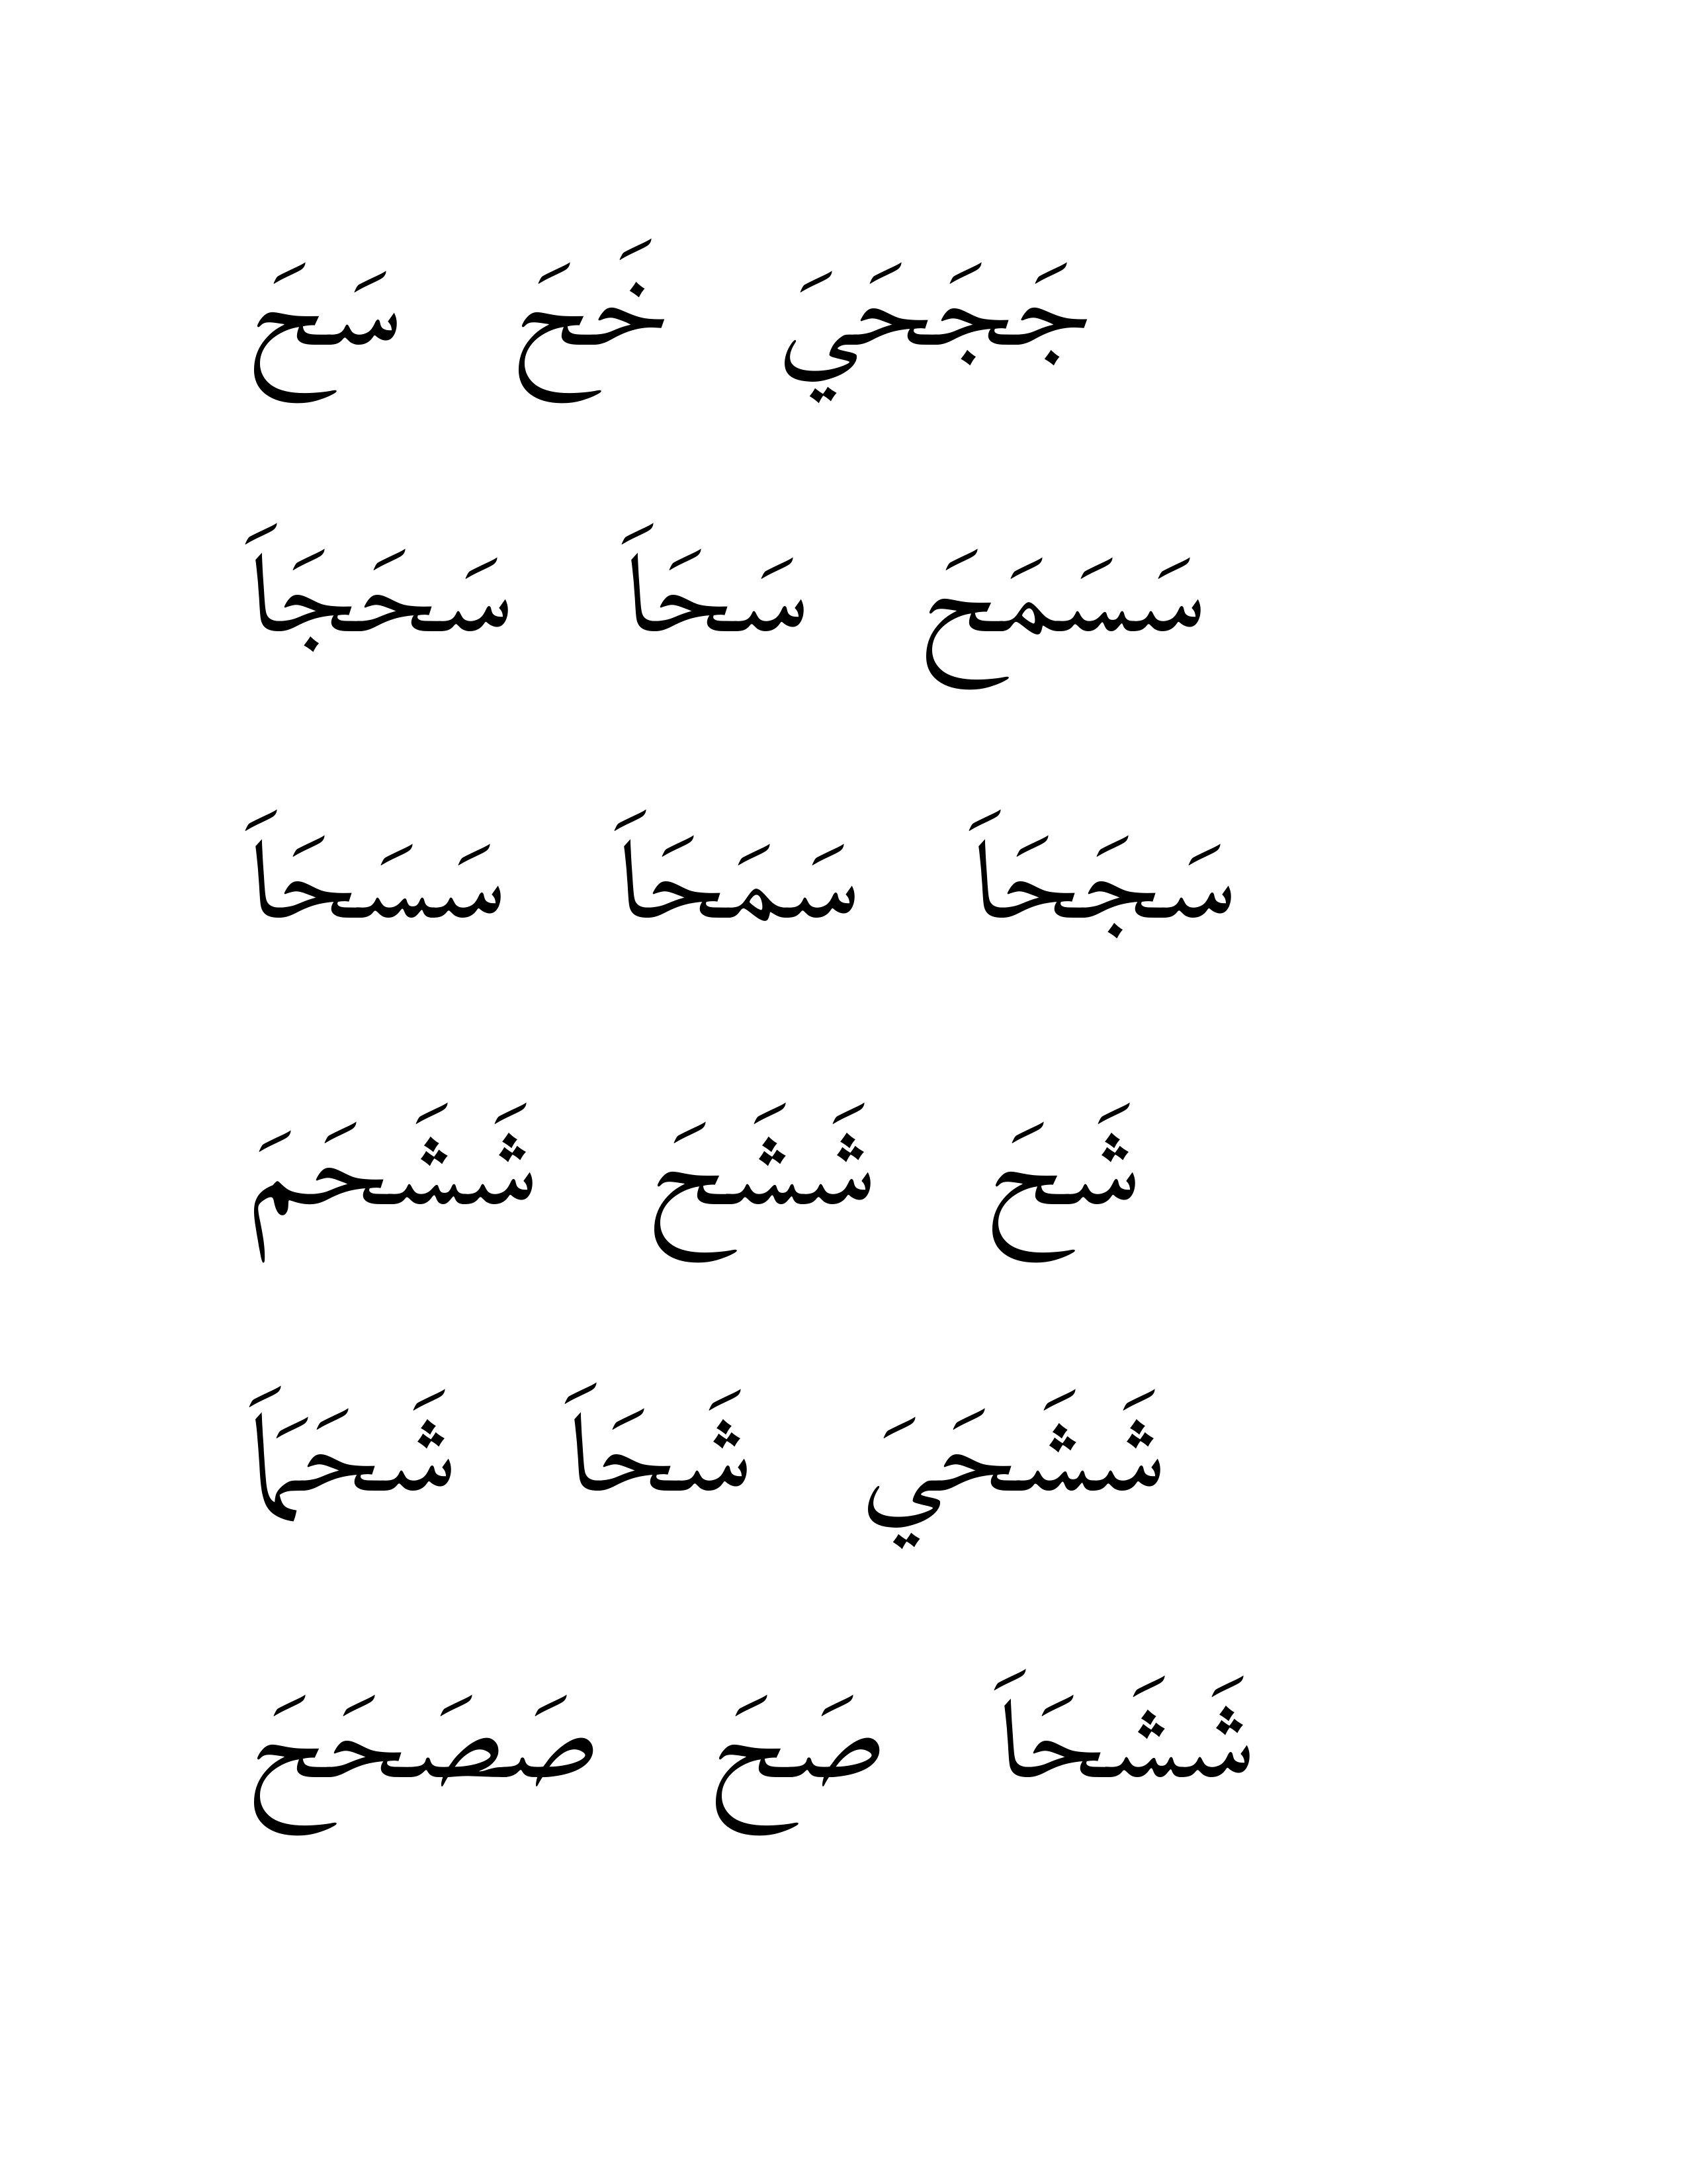 جَجَحَيَ خَحَ سَحَ
سَسَمَحَ سَحَاَ سَحَجَاَ
سَجَحَاَ سَمَحَاَ سَسَحَاَ
شَحَ شَشَحَ شَشَحَمَ
شَشَحَيَ شَحَاَ شَحَمَاَ
شَشَحَاَ صَحَ صَصَحَحَ